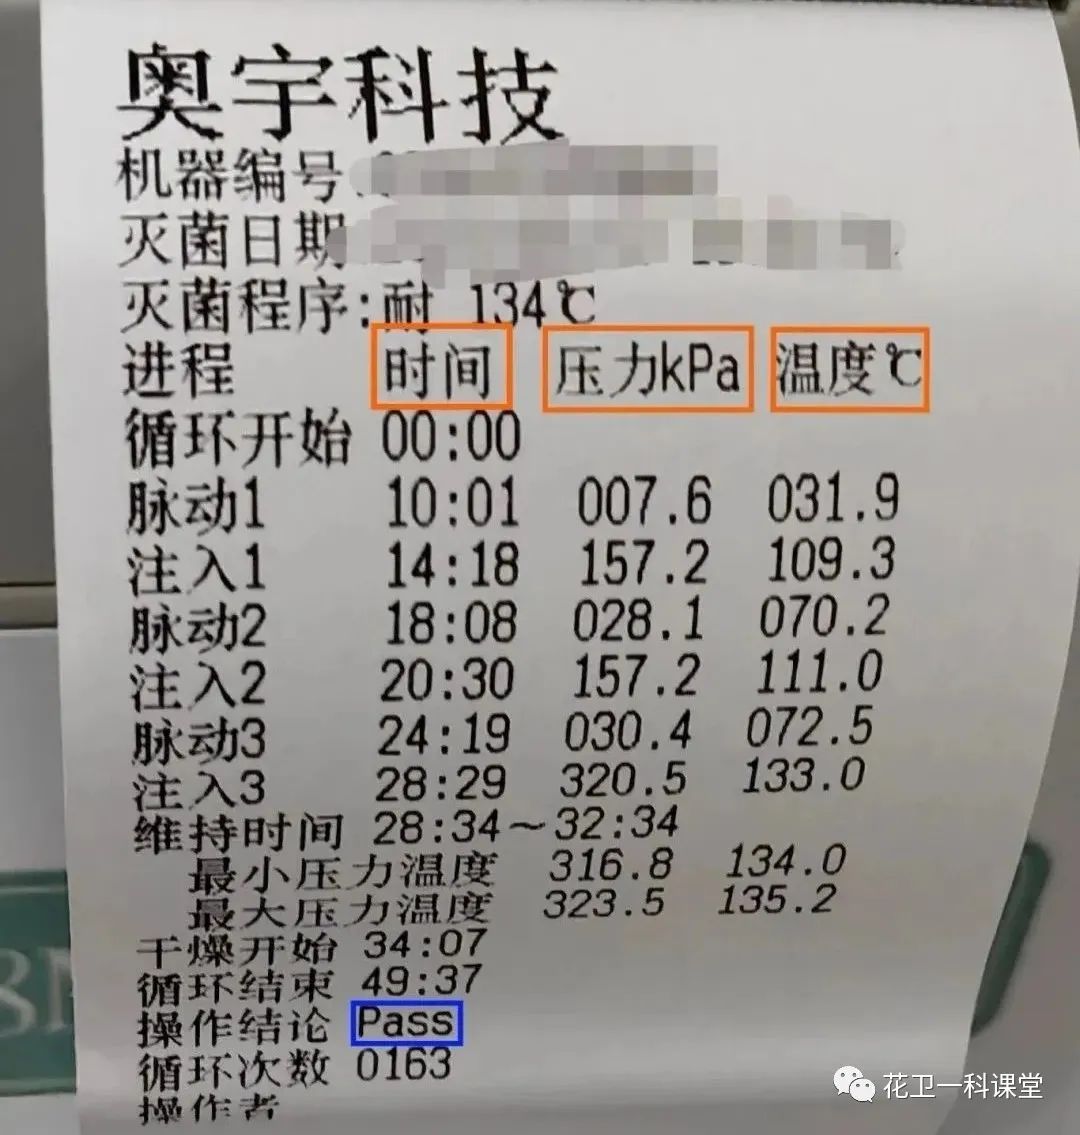 奥宇科技
机器编号
灭菌日期
灭菌程序:耐 134℃
进程 时间 压力kPa 温度℃
循环开始 00:00
脉动1 10:01 007.6 031.9
注入1 14:18 157.2 109.3
脉动2 18:08 028.1 070.2
注入2 20:30 157.2 111.0
脉动3 24:19 030.4 072.5
注入3 28:29 320.5 133.0
维持时间 28:34~32:34
最小压力温度 316.8 134.0
最大压力温度 323.5 135.2
干燥开始 34:07
循环结束 49:37
操作结论 Pass
循环次数 0163
操作者
花卫一科课堂